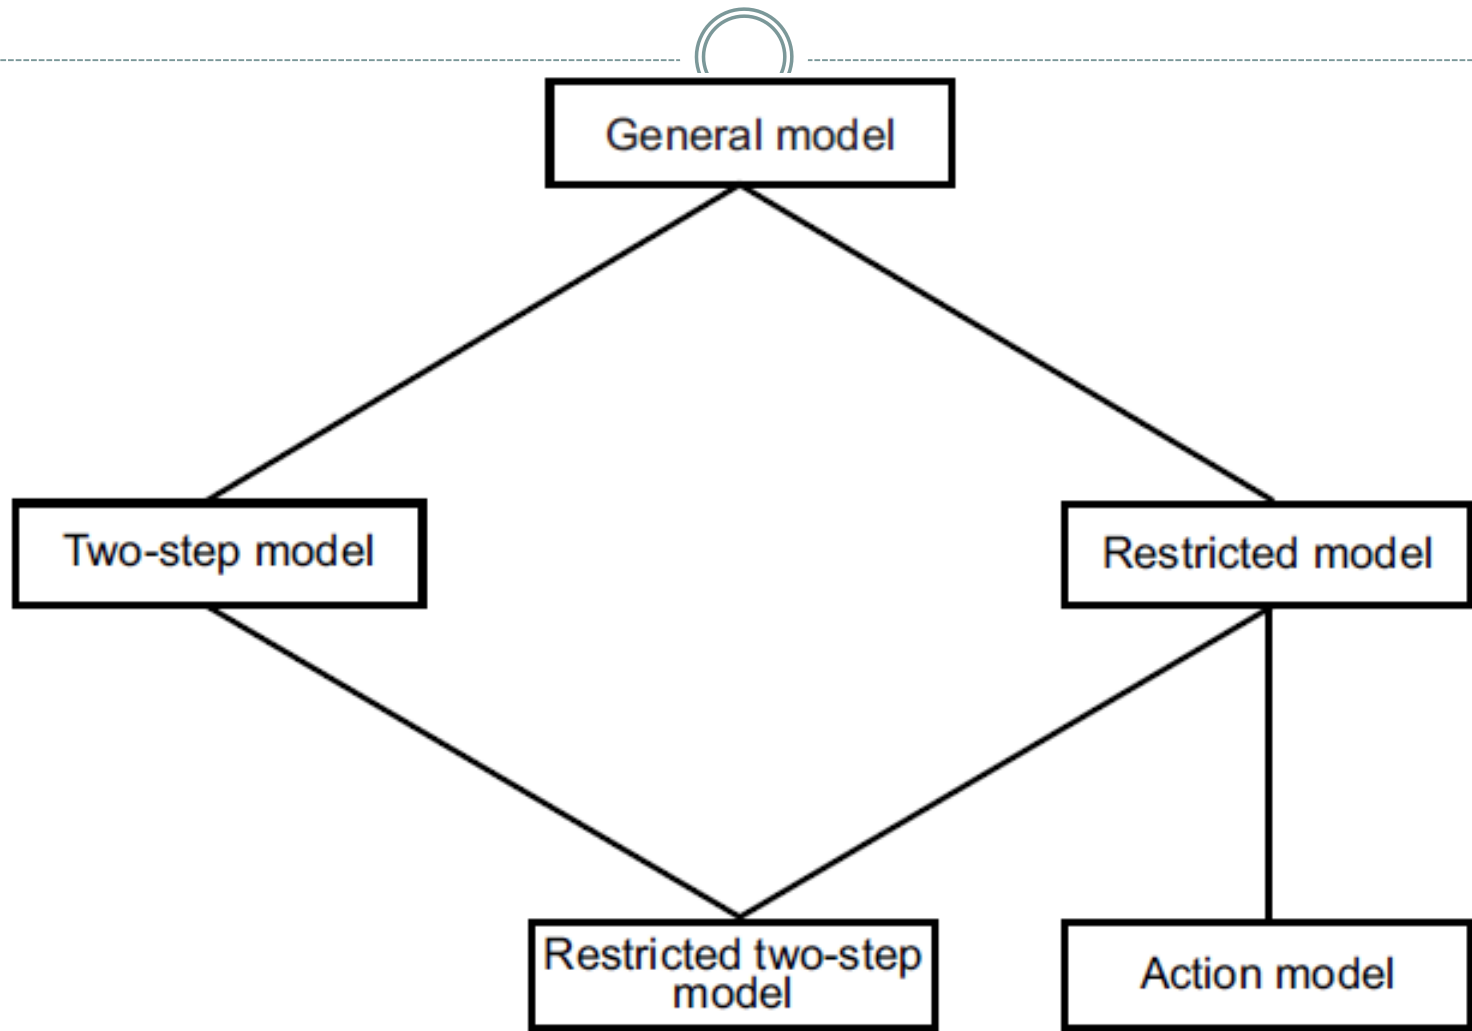 General model
Two-step model
Restricted model
Restricted two-step
model
Action model